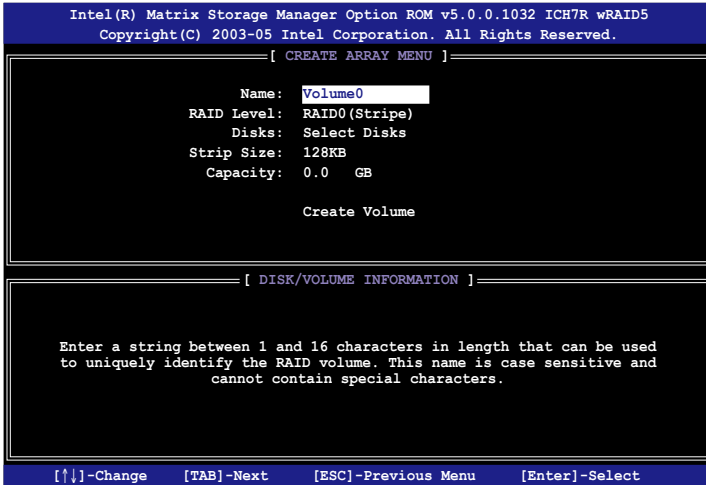 Intel(R) Matrix Storage Manager Option ROM v5.0.0.1032 ICH7R wRAID5
Copyright(C) 2003-05 Intel Corporation. All Rights Reserved.
[ CREATE ARRAY MENU ]
Name: Volume0
RAID Level: RAID0(Stripe)
Disks: Select Disks
Strip Size: 128KB
Capacity: 0.0 GB
Create Volume
[ DISK/VOLUME INFORMATION ]
Enter a string between 1 and 16 characters in length that can be used
to uniquely identify the RAID volume. This name is case sensitive and
cannot contain special characters.
[↑↓]-Change [TAB]-Next [ESC]-Previous Menu [Enter]-Select